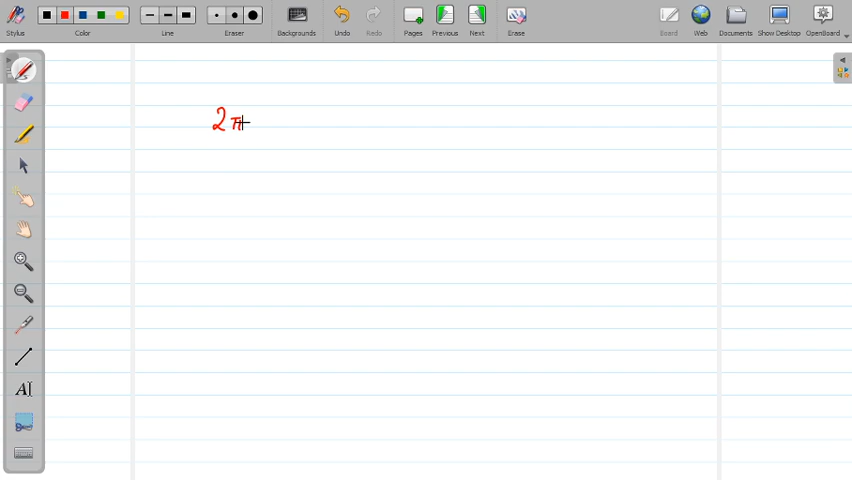 Stylus Color Line Eraser Backgrounds Undo Redo Pages Previous Next Erase Board Web Documents Show Desktop OpenBoard
2π
A